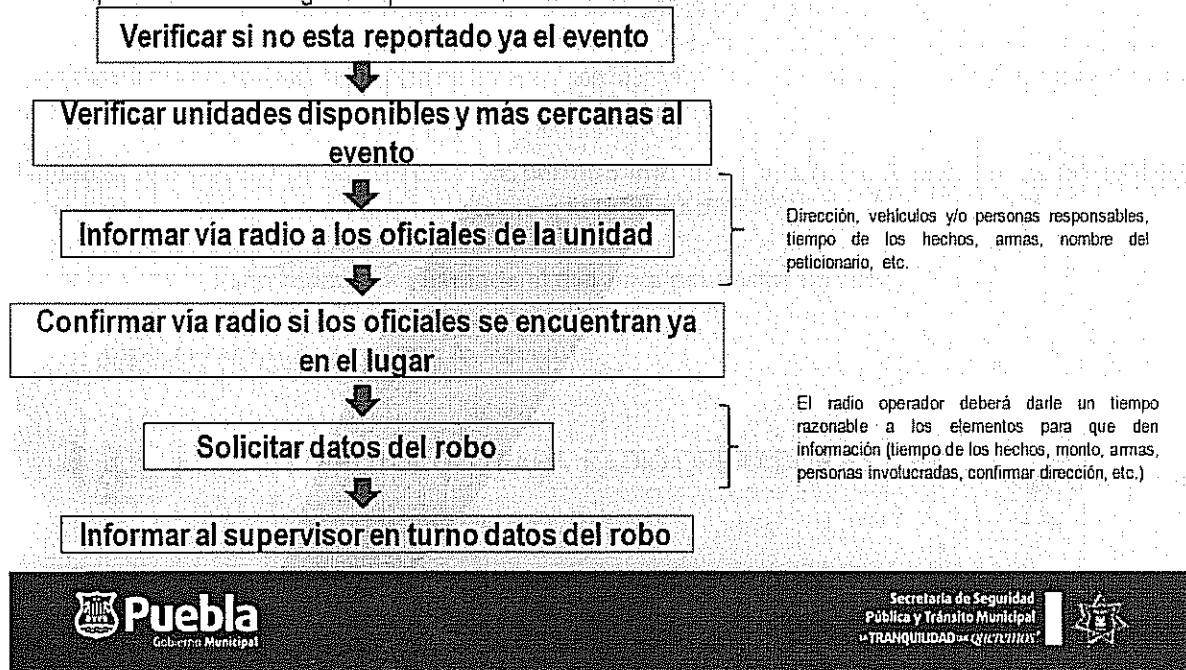 Verificar si no esta reportado ya el evento
Verificar unidades disponibles y más cercanas al
evento
Informar vía radio a los oficiales de la unidad
Dirección, vehículos y/o personas responsables,
tiempo de los hechos, armas, nombre del
peticionario, etc.
Confirmar vía radio si los oficiales se encuentran ya
en el lugar
Solicitar datos del robo
El radio operador deberá darle un tiempo
razonable a los elementos para que den
información (tiempo de los hechos, monto, armas,
personas involucradas, confirmar dirección, etc.)
Informar al supervisor en turno datos del robo
Puebla
Gobierno Municipal
Secretaría de Seguridad
Pública y Tránsito Municipal
LA TRANQUILIDAD QUE QUEREMOS